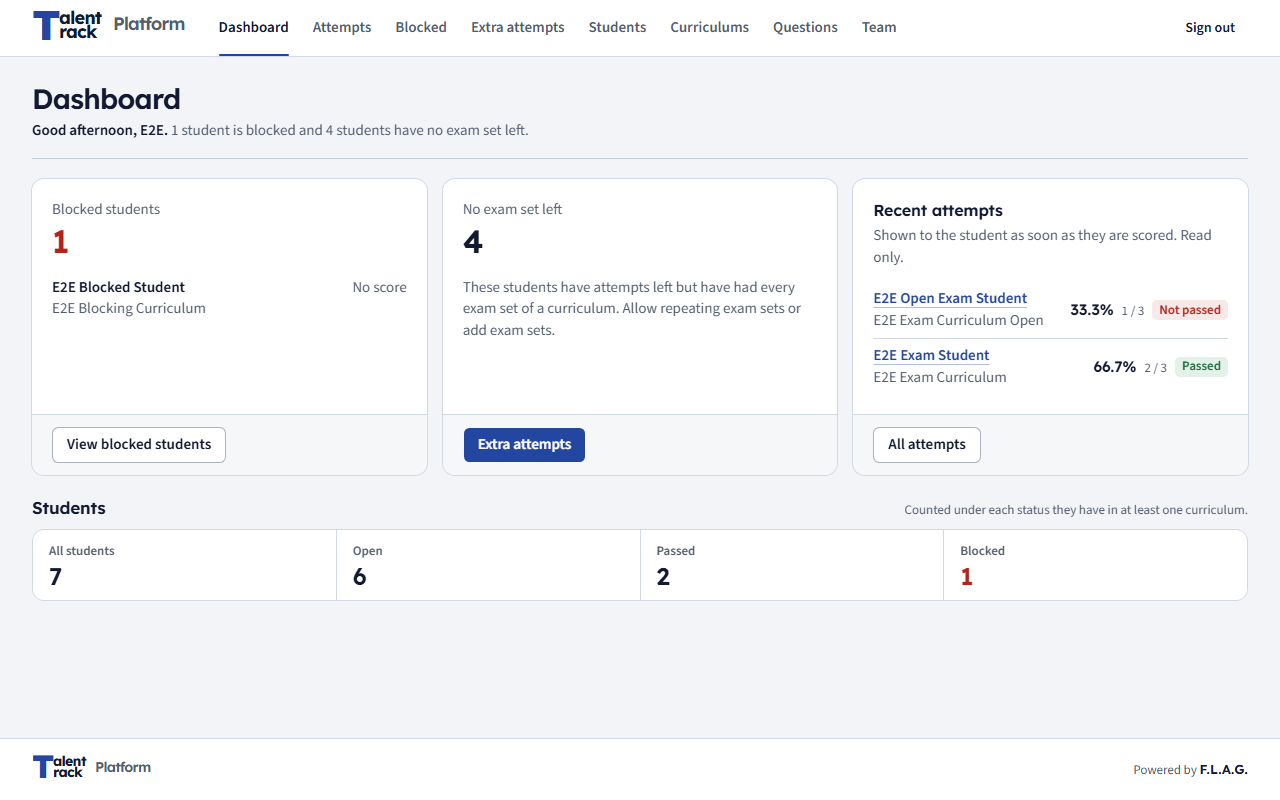 Talent Track Platform
Dashboard
Attempts
Blocked
Extra attempts
Students
Curriculums
Questions
Team
Sign out
Dashboard
Good afternoon, E2E. 1 student is blocked and 4 students have no exam set left.
Blocked students
1
E2E Blocked Student
No score
E2E Blocking Curriculum
View blocked students
No exam set left
4
These students have attempts left but have had every
exam set of a curriculum. Allow repeating exam sets or
add exam sets.
Extra attempts
Recent attempts
Shown to the student as soon as they are scored. Read
only.
E2E Open Exam Student
E2E Exam Curriculum Open
33.3% 1 / 3 Not passed
E2E Exam Student
E2E Exam Curriculum
66.7% 2 / 3 Passed
All attempts
Students
Counted under each status they have in at least one curriculum.
All students
7
Open
6
Passed
2
Blocked
1
Talent Track Platform
Powered by F.L.A.G.